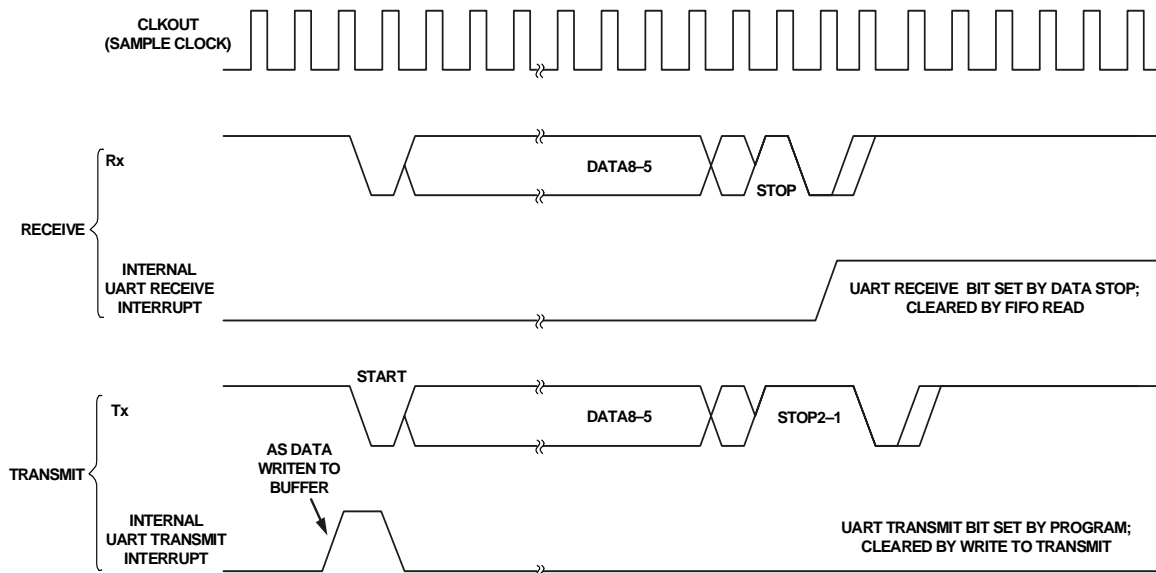 CLKOUT
(SAMPLE CLOCK)
Rx
DATA8–5
STOP
RECEIVE
INTERNAL
UART RECEIVE
INTERRUPT
UART RECEIVE BIT SET BY DATA STOP;
CLEARED BY FIFO READ
START
Tx
DATA8–5
STOP2–1
AS DATA
WRITEN TO
BUFFER
TRANSMIT
INTERNAL
UART TRANSMIT
INTERRUPT
UART TRANSMIT BIT SET BY PROGRAM;
CLEARED BY WRITE TO TRANSMIT